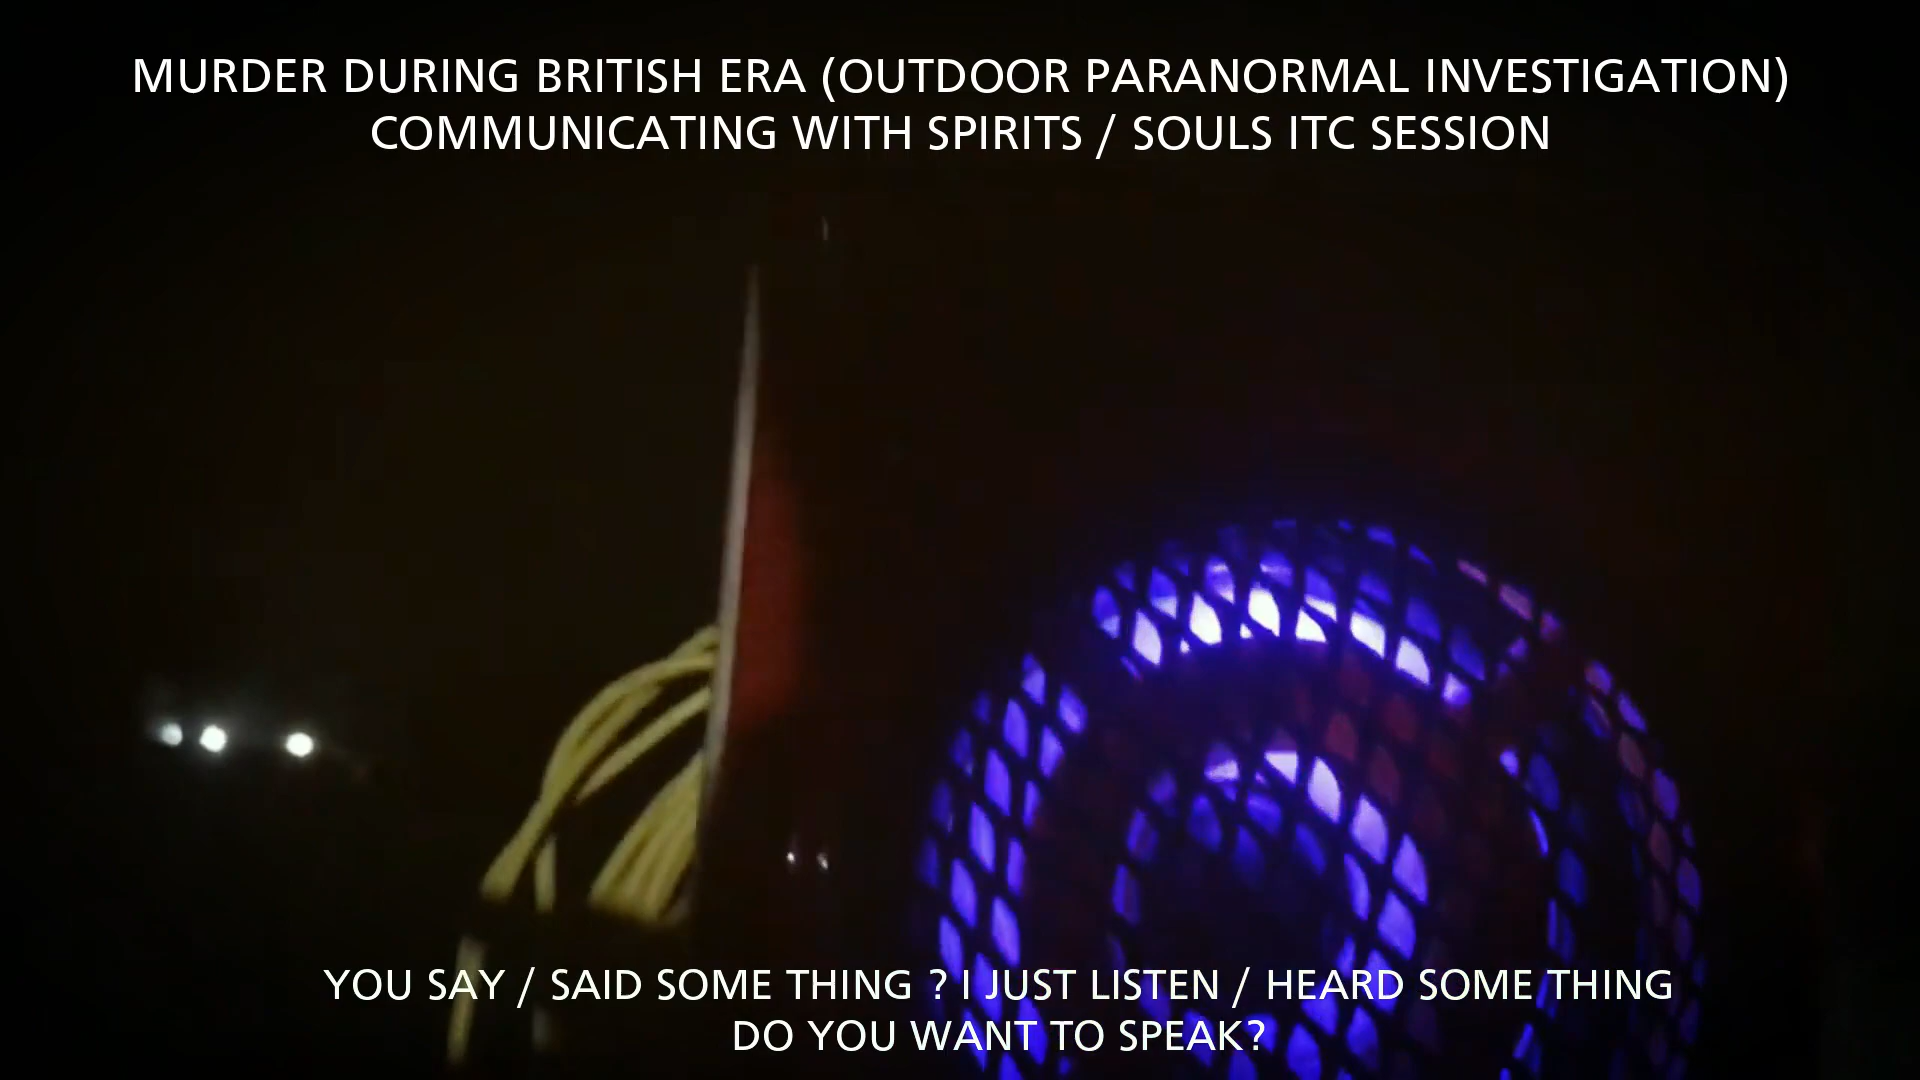 MURDER DURING BRITISH ERA (OUTDOOR PARANORMAL INVESTIGATION)
COMMUNICATING WITH SPIRITS / SOULS ITC SESSION
YOU SAY / SAID SOME THING ? I JUST LISTEN / HEARD SOME THING
DO YOU WANT TO SPEAK?